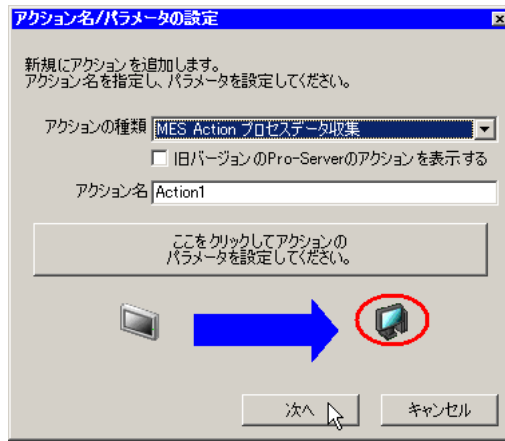 アクション名/パラメータの設定
新規にアクションを追加します。
アクション名を指定し、パラメータを設定してください。
アクションの種類 MES Action プロセスデータ収集
旧バージョンのPro-Serverのアクションを表示する
アクション名 Action1
ここをクリックしてアクションの
パラメータを設定してください。
次へ キャンセル